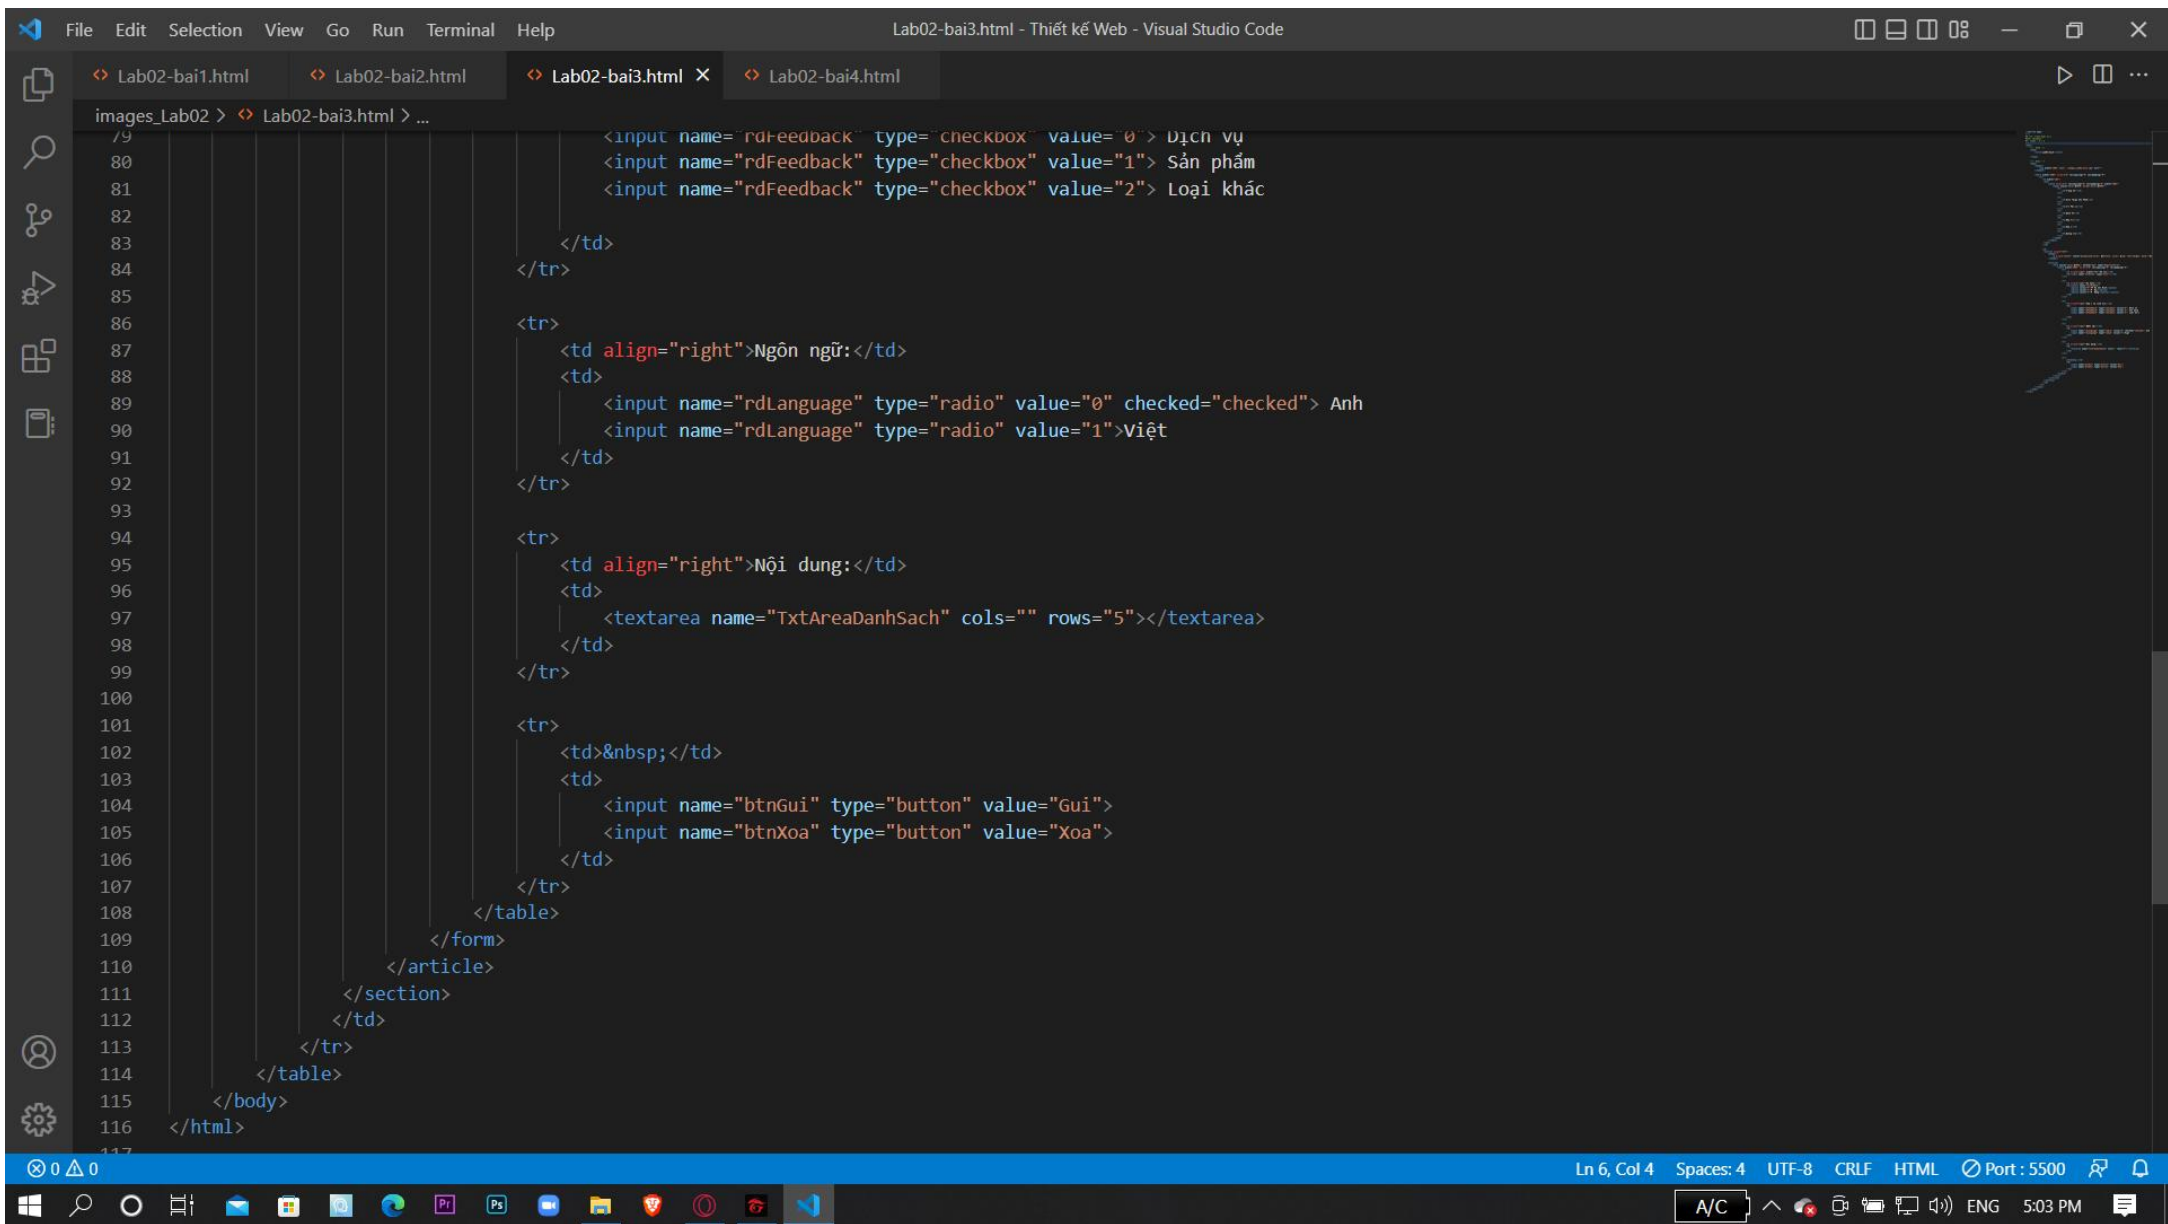 File Edit Selection View Go Run Terminal Help Lab02-bai3.html - Thiết kế Web - Visual Studio Code
Lab02-bai1.html Lab02-bai2.html Lab02-bai3.html Lab02-bai4.html
images_Lab02 > Lab02-bai3.html > ...
79 <input name="rdFeedback" type="checkbox" value="0"> Dịch vụ
80 <input name="rdFeedback" type="checkbox" value="1"> Sản phẩm
81 <input name="rdFeedback" type="checkbox" value="2"> Loại khác
82
83 </td>
84 </tr>
85
86 <tr>
87 <td align="right">Ngôn ngữ:</td>
88 <td>
89 <input name="rdLanguage" type="radio" value="0" checked="checked"> Anh
90 <input name="rdLanguage" type="radio" value="1">Việt
91 </td>
92 </tr>
93
94 <tr>
95 <td align="right">Nội dung:</td>
96 <td>
97 <textarea name="TxtAreaDanhSach" cols="" rows="5"></textarea>
98 </td>
99 </tr>
100
101 <tr>
102 <td>&nbsp;</td>
103 <td>
104 <input name="btnGui" type="button" value="Gui">
105 <input name="btnXoa" type="button" value="Xoa">
106 </td>
107 </tr>
108 </table>
109 </form>
110 </article>
111 </section>
112 </td>
113 </tr>
114 </table>
115 </body>
116 </html>
117
0 0 Ln 6, Col 4 Spaces: 4 UTF-8 CRLF HTML Port : 5500
Pr Ps A/C ENG 5:03 PM